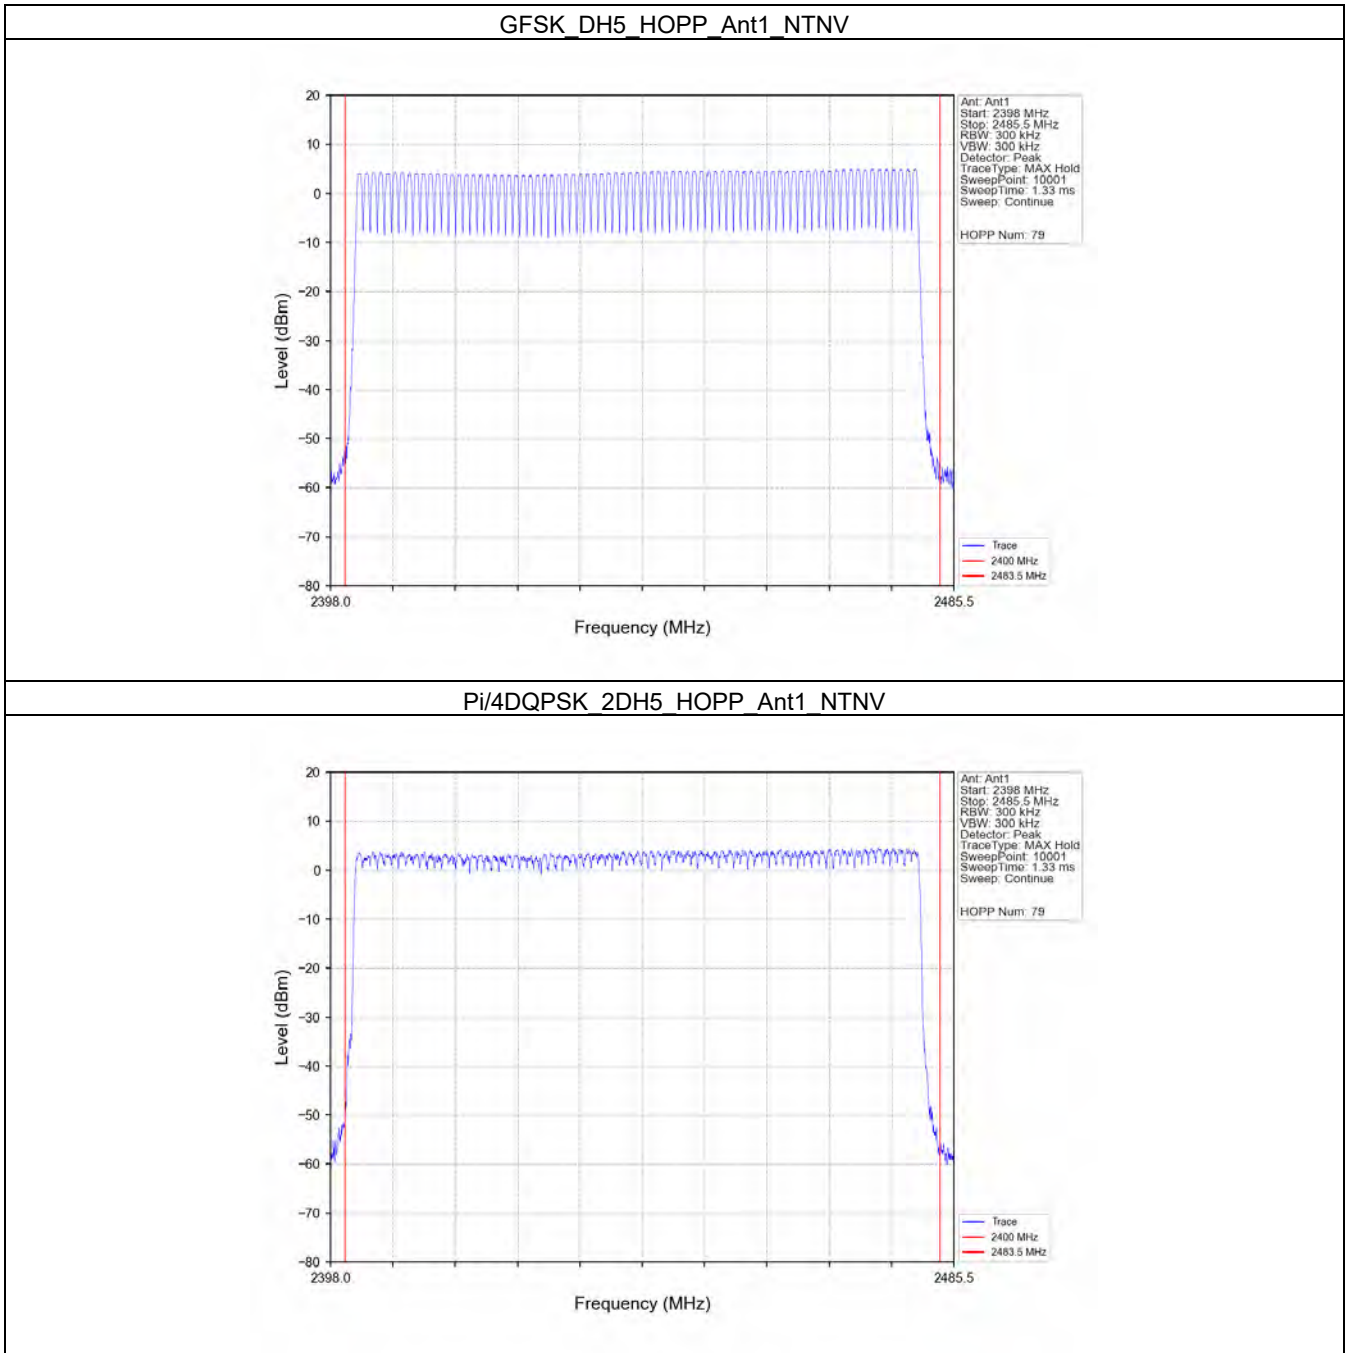 GFSK_DH5_HOPP_Ant1_NTNV
20
10
0
−10
−20
−30
−40
−50
−60
−70
−80
Level (dBm)
2398.0
2485.5
Frequency (MHz)
Ant: Ant1
Start: 2398 MHz
Stop: 2485.5 MHz
RBW: 300 kHz
VBW: 300 kHz
Detector: Peak
TraceType: MAX Hold
SweepPoint: 10001
SweepTime: 1.33 ms
Sweep: Continue
HOPP Num: 79
Trace
2400 MHz
2483.5 MHz
Pi/4DQPSK_2DH5_HOPP_Ant1_NTNV
20
10
0
−10
−20
−30
−40
−50
−60
−70
−80
Level (dBm)
2398.0
2485.5
Frequency (MHz)
Ant: Ant1
Start: 2398 MHz
Stop: 2485.5 MHz
RBW: 300 kHz
VBW: 300 kHz
Detector: Peak
TraceType: MAX Hold
SweepPoint: 10001
SweepTime: 1.33 ms
Sweep: Continue
HOPP Num: 79
Trace
2400 MHz
2483.5 MHz